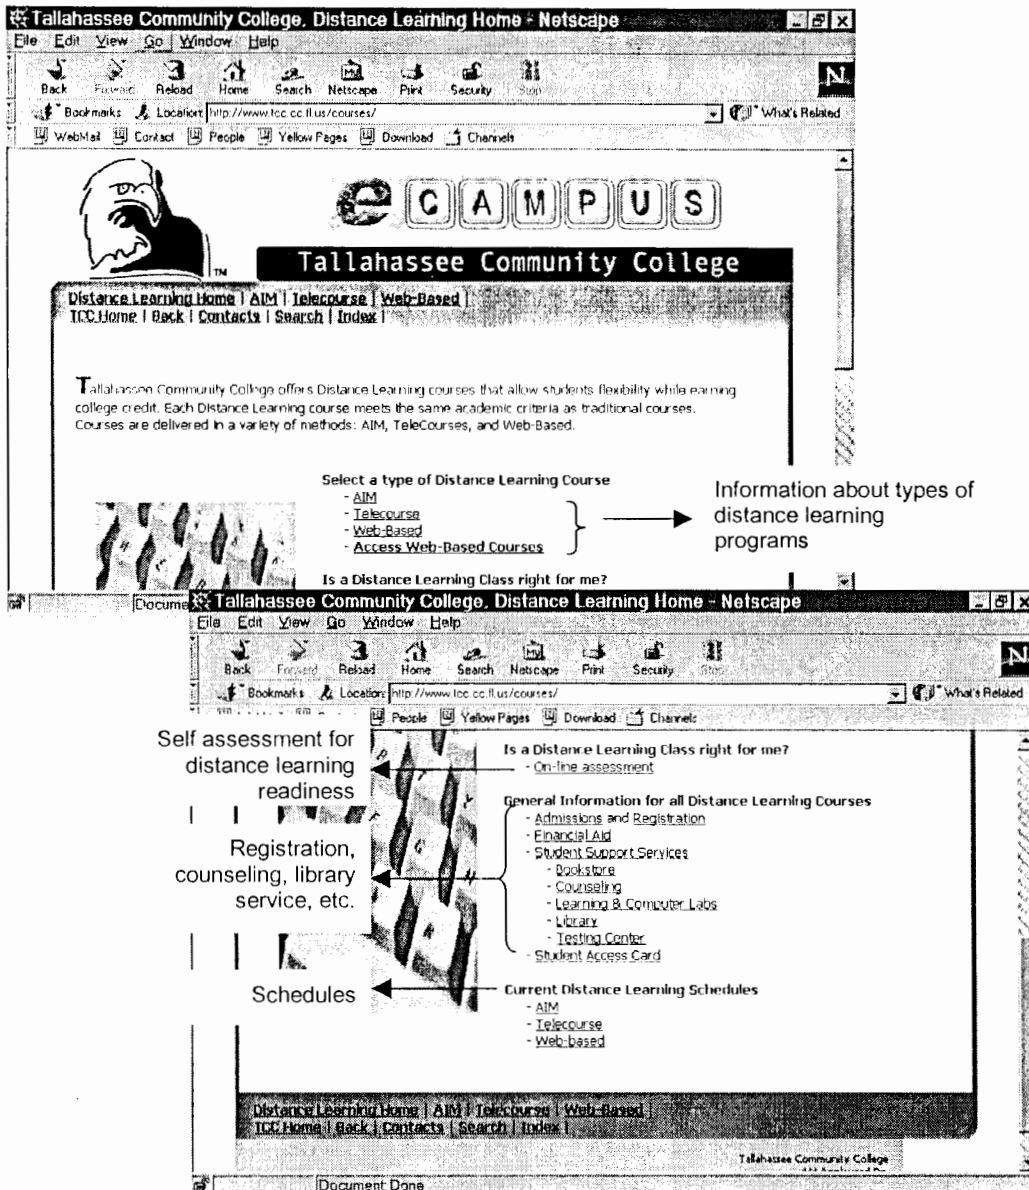 Tallahassee Community College, Distance Learning Home - Netscape
File Edit View Go Window Help
Back Forward Reload Home Search Netscape Print Security Stop
Bookmarks Location: http://www.tcc.cc.fl.us/courses/ What's Related
WebMail Contact People Yellow Pages Download Channels
e CAMPUS
TM
Tallahassee Community College
Distance Learning Home | AIM | Telecourse | Web-Based |
TCC Home | Back | Contacts | Search | Index |
Tallahassee Community College offers Distance Learning courses that allow students flexibility while earning
college credit. Each Distance Learning course meets the same academic criteria as traditional courses.
Courses are delivered in a variety of methods: AIM, TeleCourses, and Web-Based.
Select a type of Distance Learning Course
- AIM
- Telecourse
- Web-Based
- Access Web-Based Courses
Information about types of
distance learning
programs
Is a Distance Learning Class right for me?
Docume
Tallahassee Community College, Distance Learning Home - Netscape
File Edit View Go Window Help
Back Forward Reload Home Search Netscape Print Security Stop
Bookmarks Location: http://www.tcc.cc.fl.us/courses/ What's Related
People Yellow Pages Download Channels
Self assessment for
distance learning
readiness
Is a Distance Learning Class right for me?
- On-line assessment
Registration,
counseling, library
service, etc.
General Information for all Distance Learning Courses
- Admissions and Registration
- Financial Aid
- Student Support Services
- Bookstore
- Counseling
- Learning & Computer Labs
- Library
- Testing Center
- Student Access Card
Schedules
Current Distance Learning Schedules
- AIM
- Telecourse
- Web-based
Distance Learning Home | AIM | Telecourse | Web-Based |
TCC Home | Back | Contacts | Search | Index |
Tallahassee Community College
Document Done